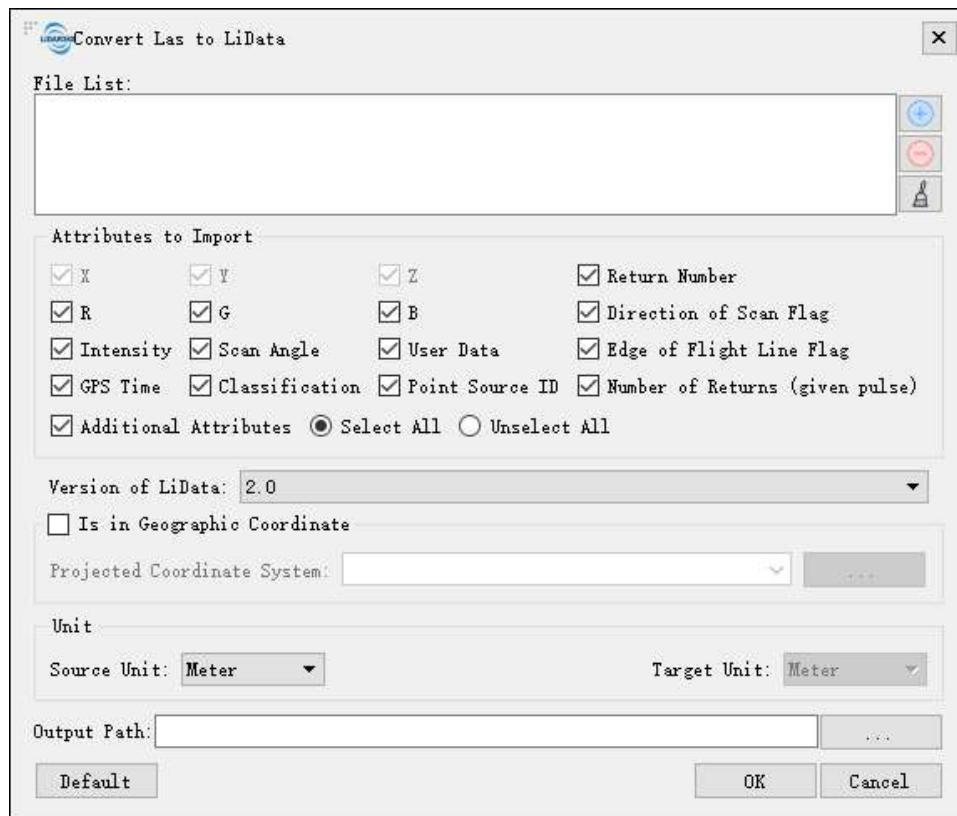 Convert Las to LiData
File List:
Attributes to Import
X Y Z Return Number
R G B Direction of Scan Flag
Intensity Scan Angle User Data Edge of Flight Line Flag
GPS Time Classification Point Source ID Number of Returns (given pulse)
Additional Attributes Select All Unselect All
Version of LiData: 2.0
Is in Geographic Coordinate
Projected Coordinate System: ...
Unit
Source Unit: Meter Target Unit: Meter
Output Path: ...
Default OK Cancel